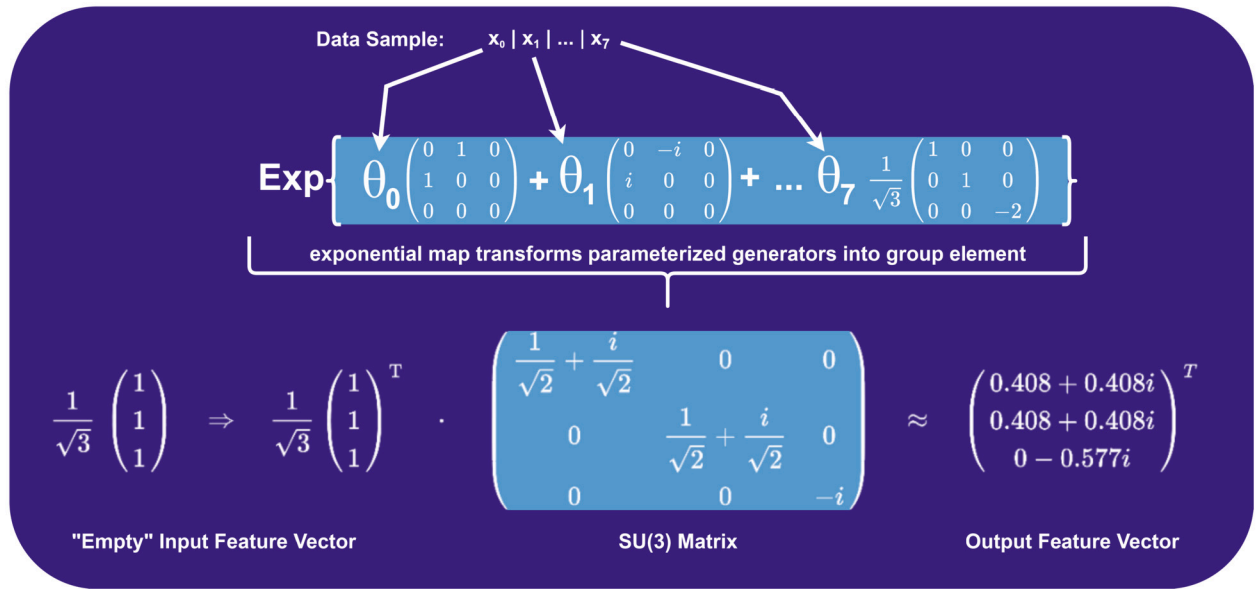 Data Sample: x₀ | x₁ | ... | x₇
Exp{ θ₀ (0 1 0; 1 0 0; 0 0 0) + θ₁ (0 −i 0; i 0 0; 0 0 0) + ... θ₇ 1/√3 (1 0 0; 0 1 0; 0 0 −2) }
exponential map transforms parameterized generators into group element
1/√3 (1; 1; 1) ⇒ 1/√3 (1; 1; 1)ᵀ · (1/√2 + i/√2 0 0; 0 1/√2 + i/√2 0; 0 0 −i) ≈ (0.408 + 0.408i; 0.408 + 0.408i; 0 − 0.577i)ᵀ
"Empty" Input Feature Vector SU(3) Matrix Output Feature Vector